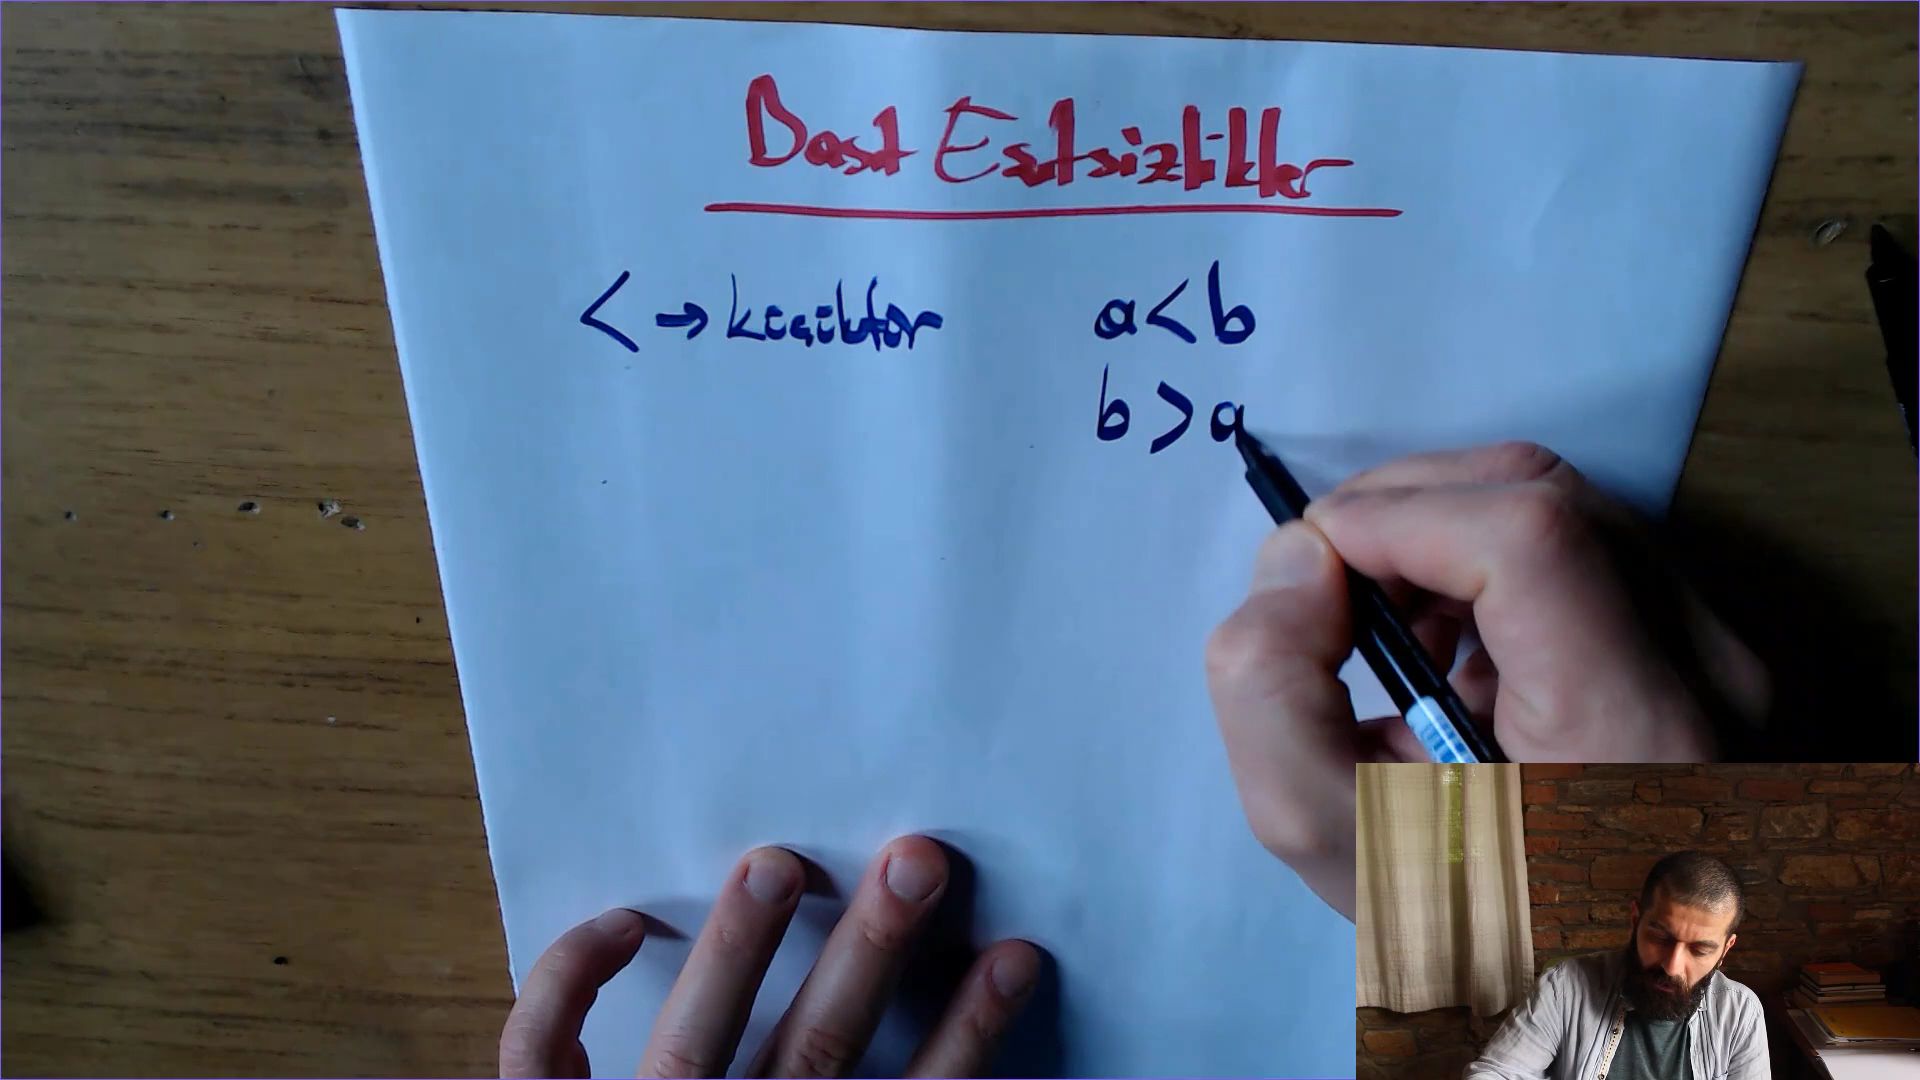 Basit Eşitsizlikler
< → küçüktür
a < b
b > a